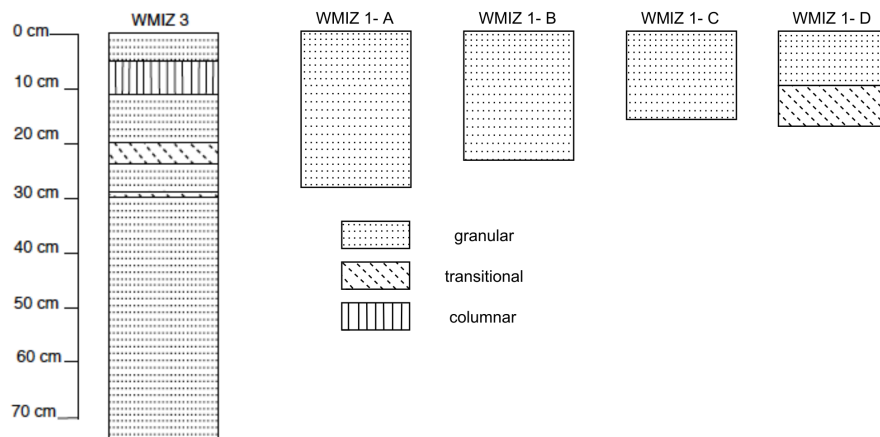 WMIZ 3
WMIZ 1- A
WMIZ 1- B
WMIZ 1- C
WMIZ 1- D
0 cm
10 cm
20 cm
30 cm
40 cm
50 cm
60 cm
70 cm
granular
transitional
columnar